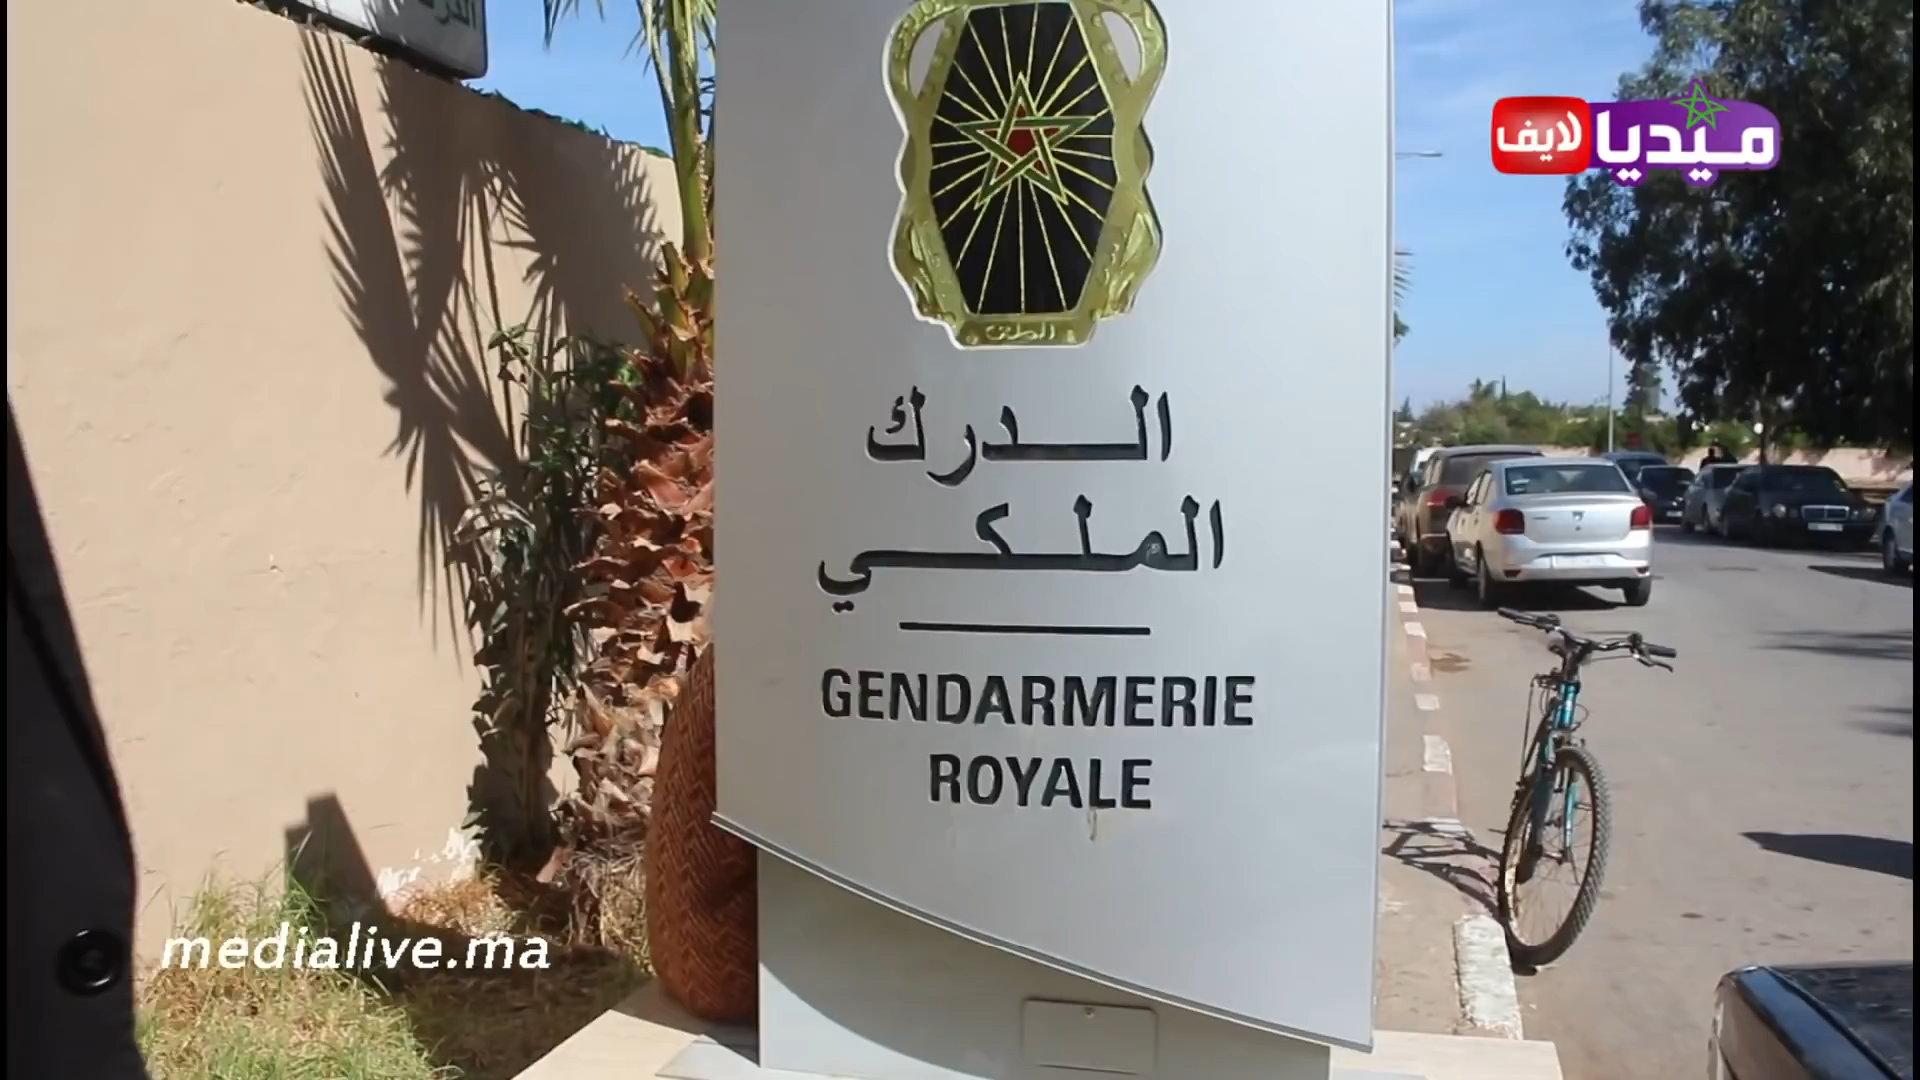 ميديا لايف
الدرك
الملكي
GENDARMERIE
ROYALE
medialive.ma